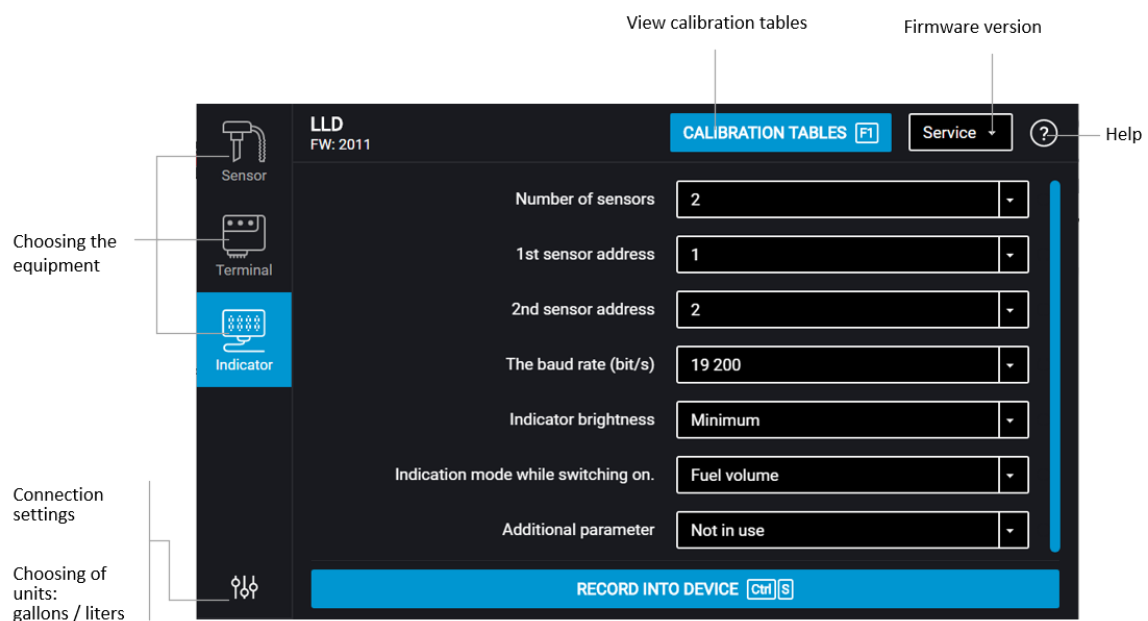 View calibration tables
Firmware version
LLD
FW: 2011
CALIBRATION TABLES F1
Service
?
Help
Sensor
Terminal
Indicator
Choosing the
equipment
Number of sensors
2
1st sensor address
1
2nd sensor address
2
The baud rate (bit/s)
19 200
Indicator brightness
Minimum
Indication mode while switching on.
Fuel volume
Additional parameter
Not in use
Connection
settings
Choosing of
units:
gallons / liters
RECORD INTO DEVICE Ctrl S